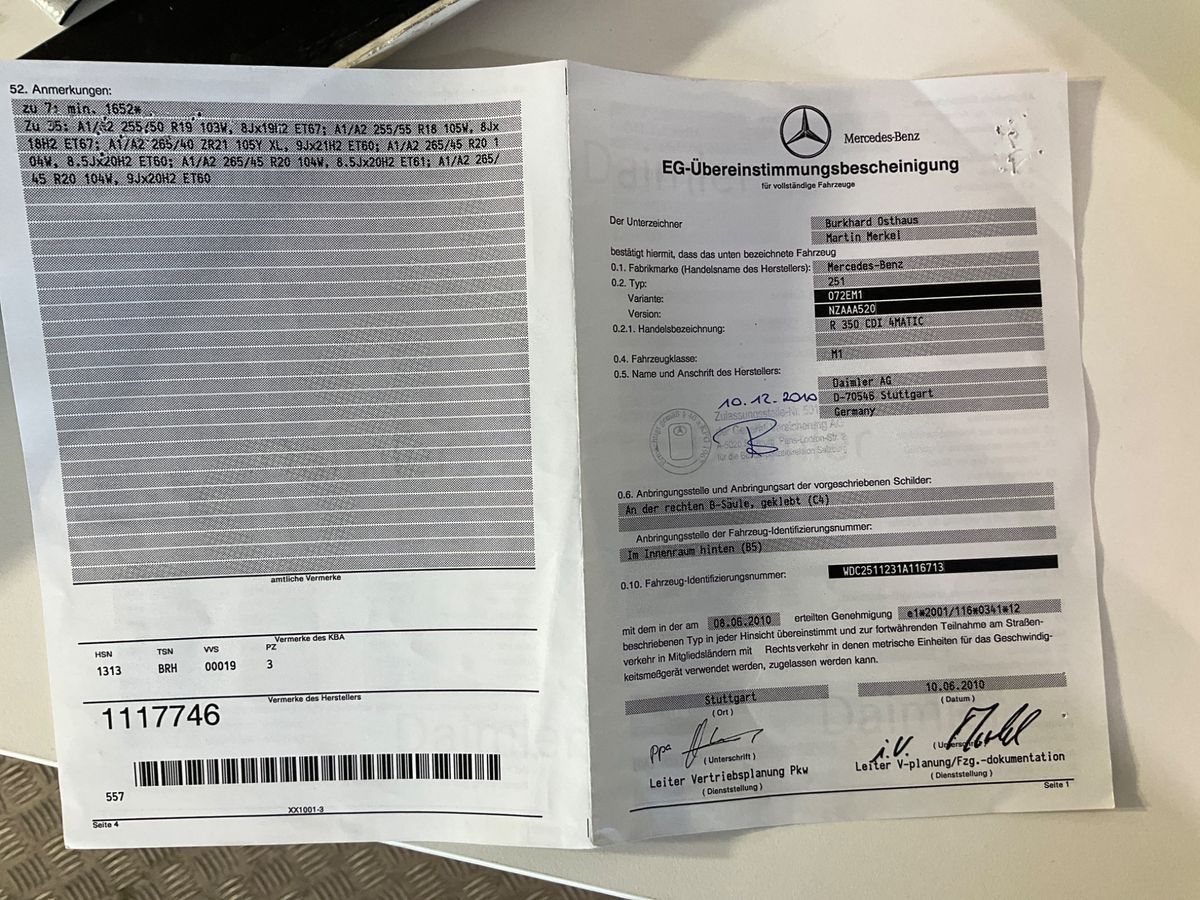 52. Anmerkungen:
zu 7: min. 1652*
Zu 35: A1/A2 255/50 R19 103W, 8Jx19H2 ET67; A1/A2 255/55 R18 105W, 8Jx
18H2 ET67; A1/A2 265/40 ZR21 105Y XL, 9Jx21H2 ET60; A1/A2 265/45 R20 1
04W, 8.5Jx20H2 ET60; A1/A2 265/45 R20 104W, 8.5Jx20H2 ET61; A1/A2 265/
45 R20 104W, 9Jx20H2 ET60
amtliche Vermerke
Vermerke des KBA
HSN TSN VVS PZ
1313 BRH 00019 3
Vermerke des Herstellers
1117746
557
XX1001-3
Seite 4
Mercedes-Benz
EG-Übereinstimmungsbescheinigung
für vollständige Fahrzeuge
Der Unterzeichner Burkhard Osthaus
Martin Merkel
bestätigt hiermit, dass das unten bezeichnete Fahrzeug
0.1. Fabrikmarke (Handelsname des Herstellers): Mercedes-Benz
0.2. Typ: 251
Variante: 072EM1
Version: NZAAA520
0.2.1. Handelsbezeichnung: R 350 CDI 4MATIC
0.4. Fahrzeugklasse: M1
0.5. Name und Anschrift des Herstellers: Daimler AG
D-70546 Stuttgart
Germany
10.12.2010
Zulassungsstelle-Nr. 501
0.6. Anbringungsstelle und Anbringungsart der vorgeschriebenen Schilder:
An der rechten B-Säule, geklebt (C4)
Anbringungsstelle der Fahrzeug-Identifizierungsnummer:
Im Innenraum hinten (B5)
0.10. Fahrzeug-Identifizierungsnummer: WDC2511231A116713
mit dem in der am 08.06.2010 erteilten Genehmigung e1*2001/116*0341*12
beschriebenen Typ in jeder Hinsicht übereinstimmt und zur fortwährenden Teilnahme am Straßen-
verkehr in Mitgliedsländern mit Rechtsverkehr in denen metrische Einheiten für das Geschwindig-
keitsmeßgerät verwendet werden, zugelassen werden kann.
Stuttgart 10.06.2010
(Ort) (Datum)
ppa i.V.
(Unterschrift) (Unterschrift)
Leiter Vertriebsplanung Pkw Leiter V-planung/Fzg.-dokumentation
(Dienststellung) (Dienststellung)
Seite 1